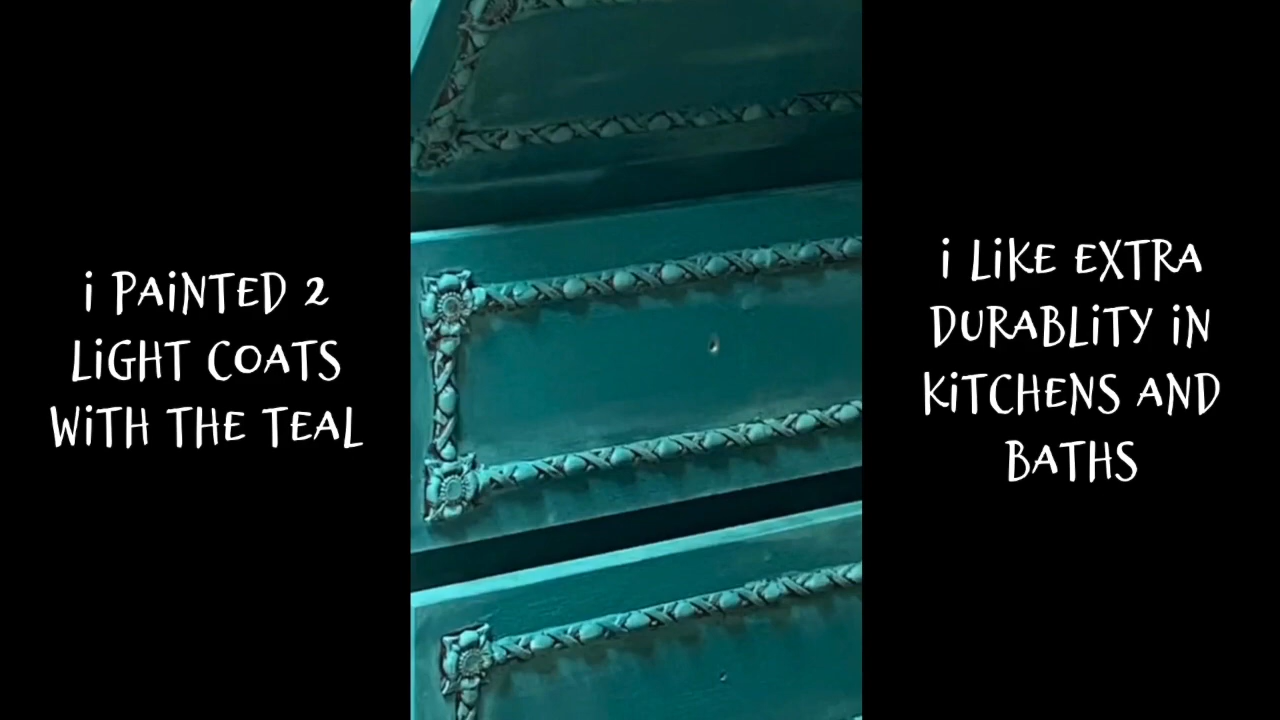 i PAiNTED 2
LiGHT COATS
WiTH THE TEAL
i LiKE EXTRA
DURABLiTY iN
KiTCHENS AND
BATHS